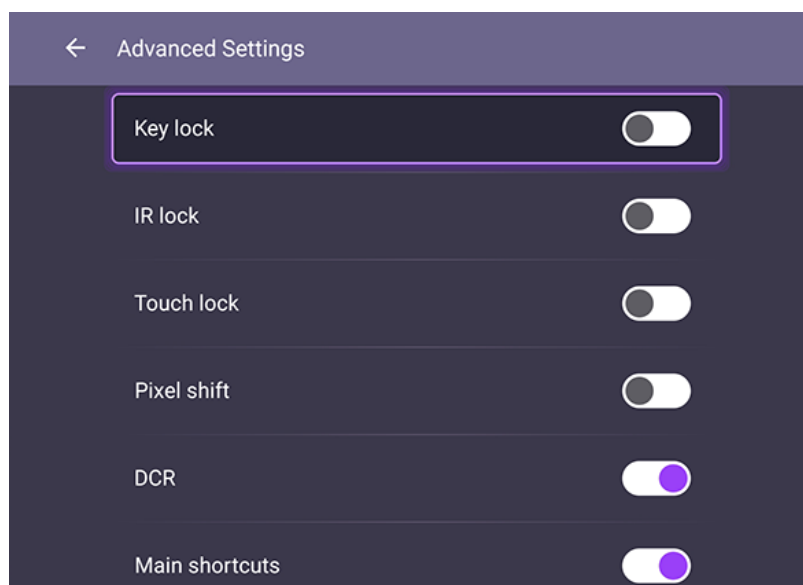 Advanced Settings
Key lock
IR lock
Touch lock
Pixel shift
DCR
Main shortcuts